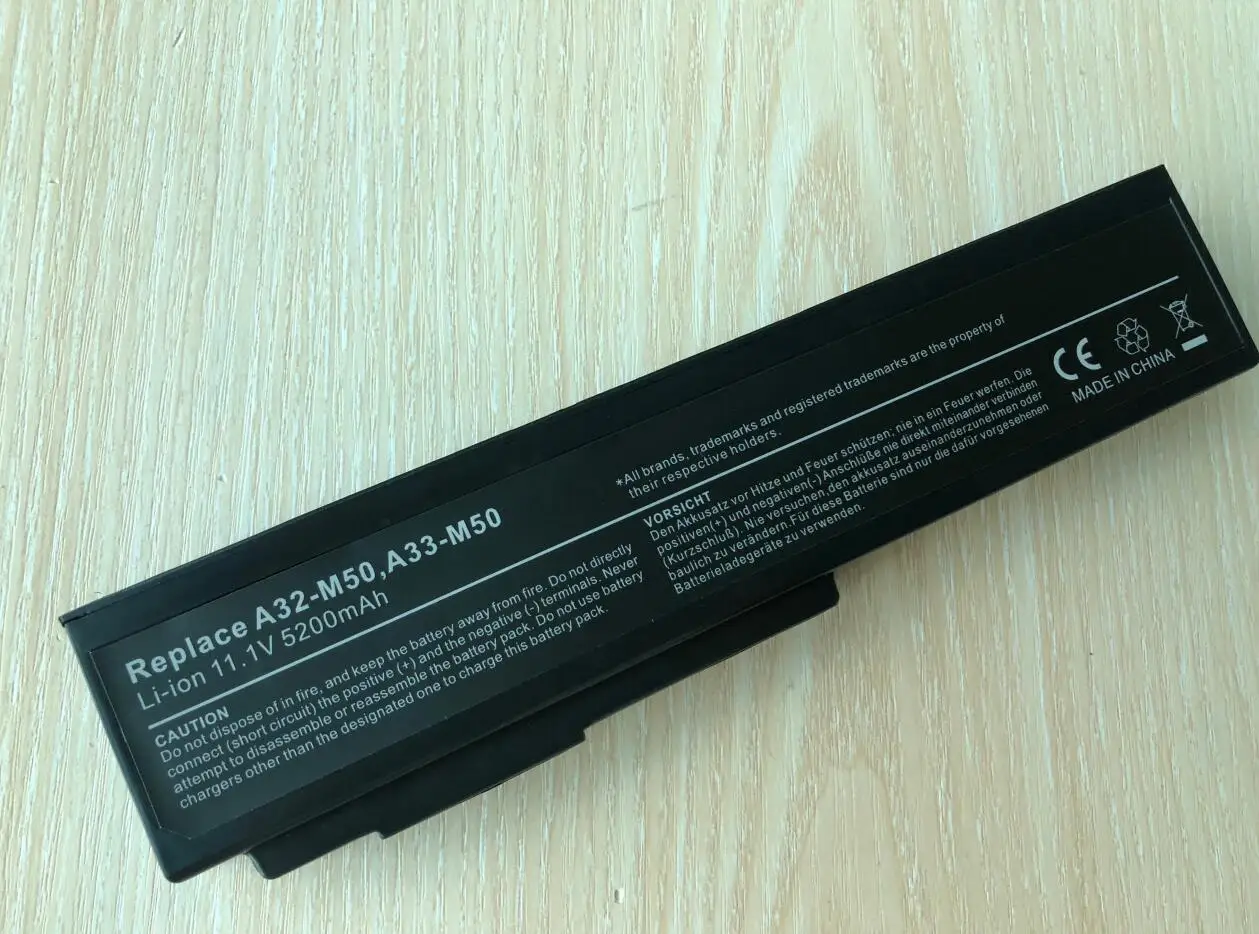 Replace A32-M50,A33-M50
Li-ion 11.1V 5200mAh
*All brands, trademarks and registered trademarks are the property of
their respective holders.
CAUTION
Do not dispose of in fire, and keep the battery away from fire. Do not directly
connect (short circuit) the positive (+) and the negative (-) terminals. Never
attempt to disassemble or reassemble the battery pack. Do not use battery
chargers other than the designated one to charge this battery pack.
VORSICHT
Den Akkusatz vor Hitze und Feuer schützen; nie in ein Feuer werfen. Die
positiven(+) und negativen(-)Anschlüße nie direkt miteinander verbinden
(Kurzschluß). Nie versuchen,den akkusatz auseinanderzunehmen oder
baulich zu verändern.Für diese Batterie sind nur die dafür vorgesehenen
Batterieladegeräte zu verwenden.
CE
MADE IN CHINA